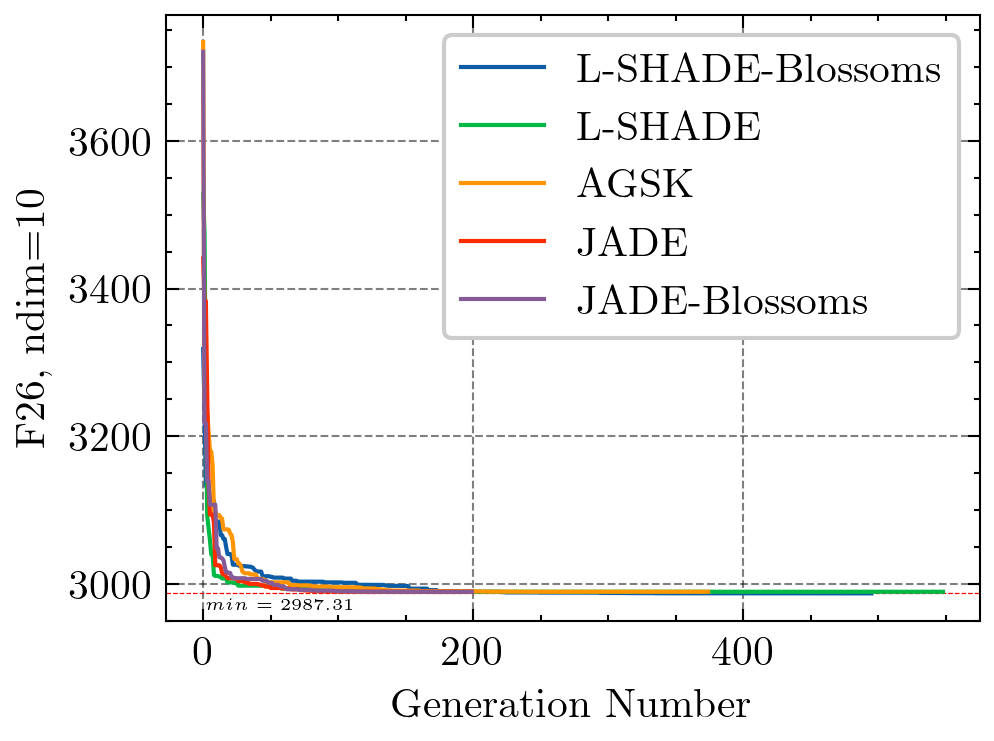 F26, ndim=10
3600
3400
3200
3000
L-SHADE-Blossoms
L-SHADE
AGSK
JADE
JADE-Blossoms
min = 2987.31
0
200
400
Generation Number